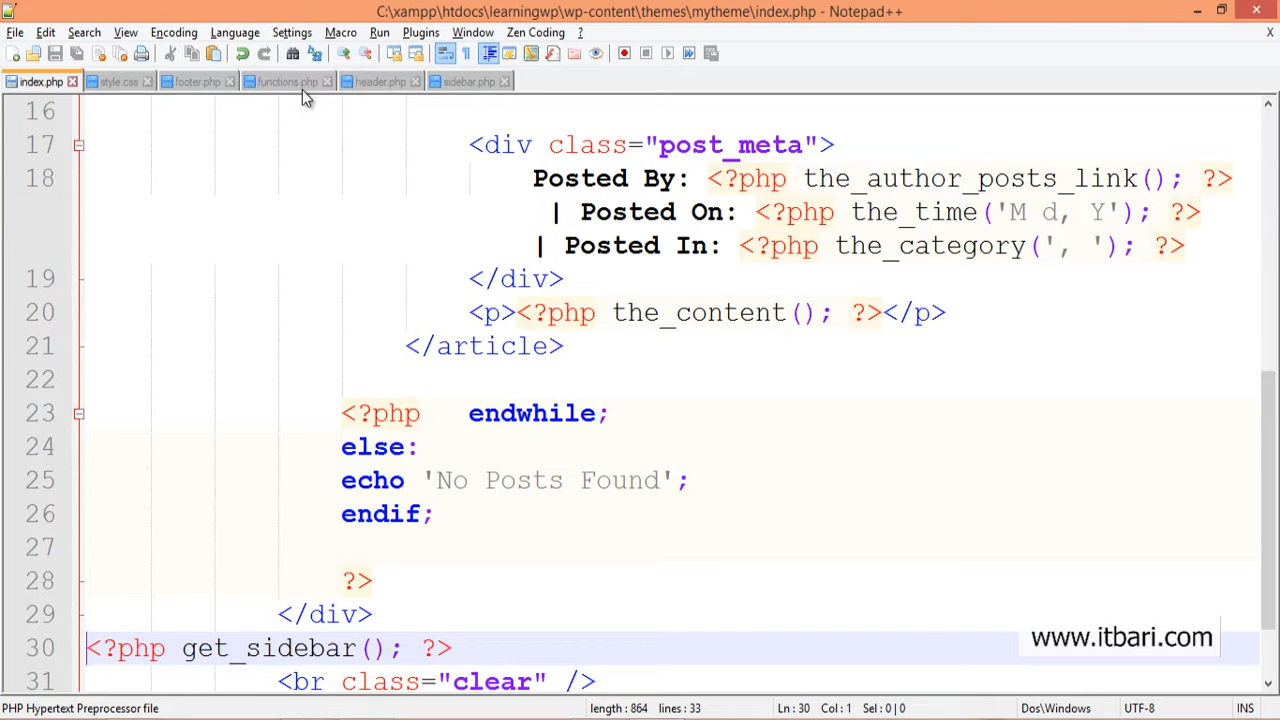 C:\xampp\htdocs\learningwp\wp-content\themes\mytheme\index.php - Notepad++
File Edit Search View Encoding Language Settings Macro Run Plugins Window Zen Coding ? X
index.php style.css footer.php functions.php header.php sidebar.php
16
17 <div class="post_meta">
18 Posted By: <?php the_author_posts_link(); ?>
| Posted On: <?php the_time('M d, Y'); ?>
| Posted In: <?php the_category(', '); ?>
19 </div>
20 <p><?php the_content(); ?></p>
21 </article>
22
23 <?php endwhile;
24 else:
25 echo 'No Posts Found';
26 endif;
27
28 ?>
29 </div>
30 <?php get_sidebar(); ?>
www.itbari.com
31 <br class="clear" />
PHP Hypertext Preprocessor file length : 864 lines : 33 Ln : 30 Col : 1 Sel : 0 | 0 Dos\Windows UTF-8 INS